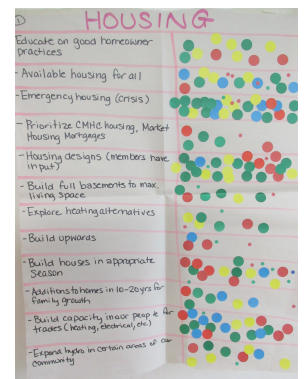 ①
HOUSING
Educate on good homeowner
practices
- Available housing for all
- Emergency housing (crisis)
- Prioritize CMHC housing, Market
Housing Mortgages
- Housing designs (members have
input)
- Build full basements to max.
living space
- Explore heating alternatives
- Build upwards
- Build houses in appropriate
season
- Additions to homes in 10-20 yrs for
family growth
- Build capacity in our people for
trades (heating, electrical, etc)
- Expand hydro in certain areas of our
community